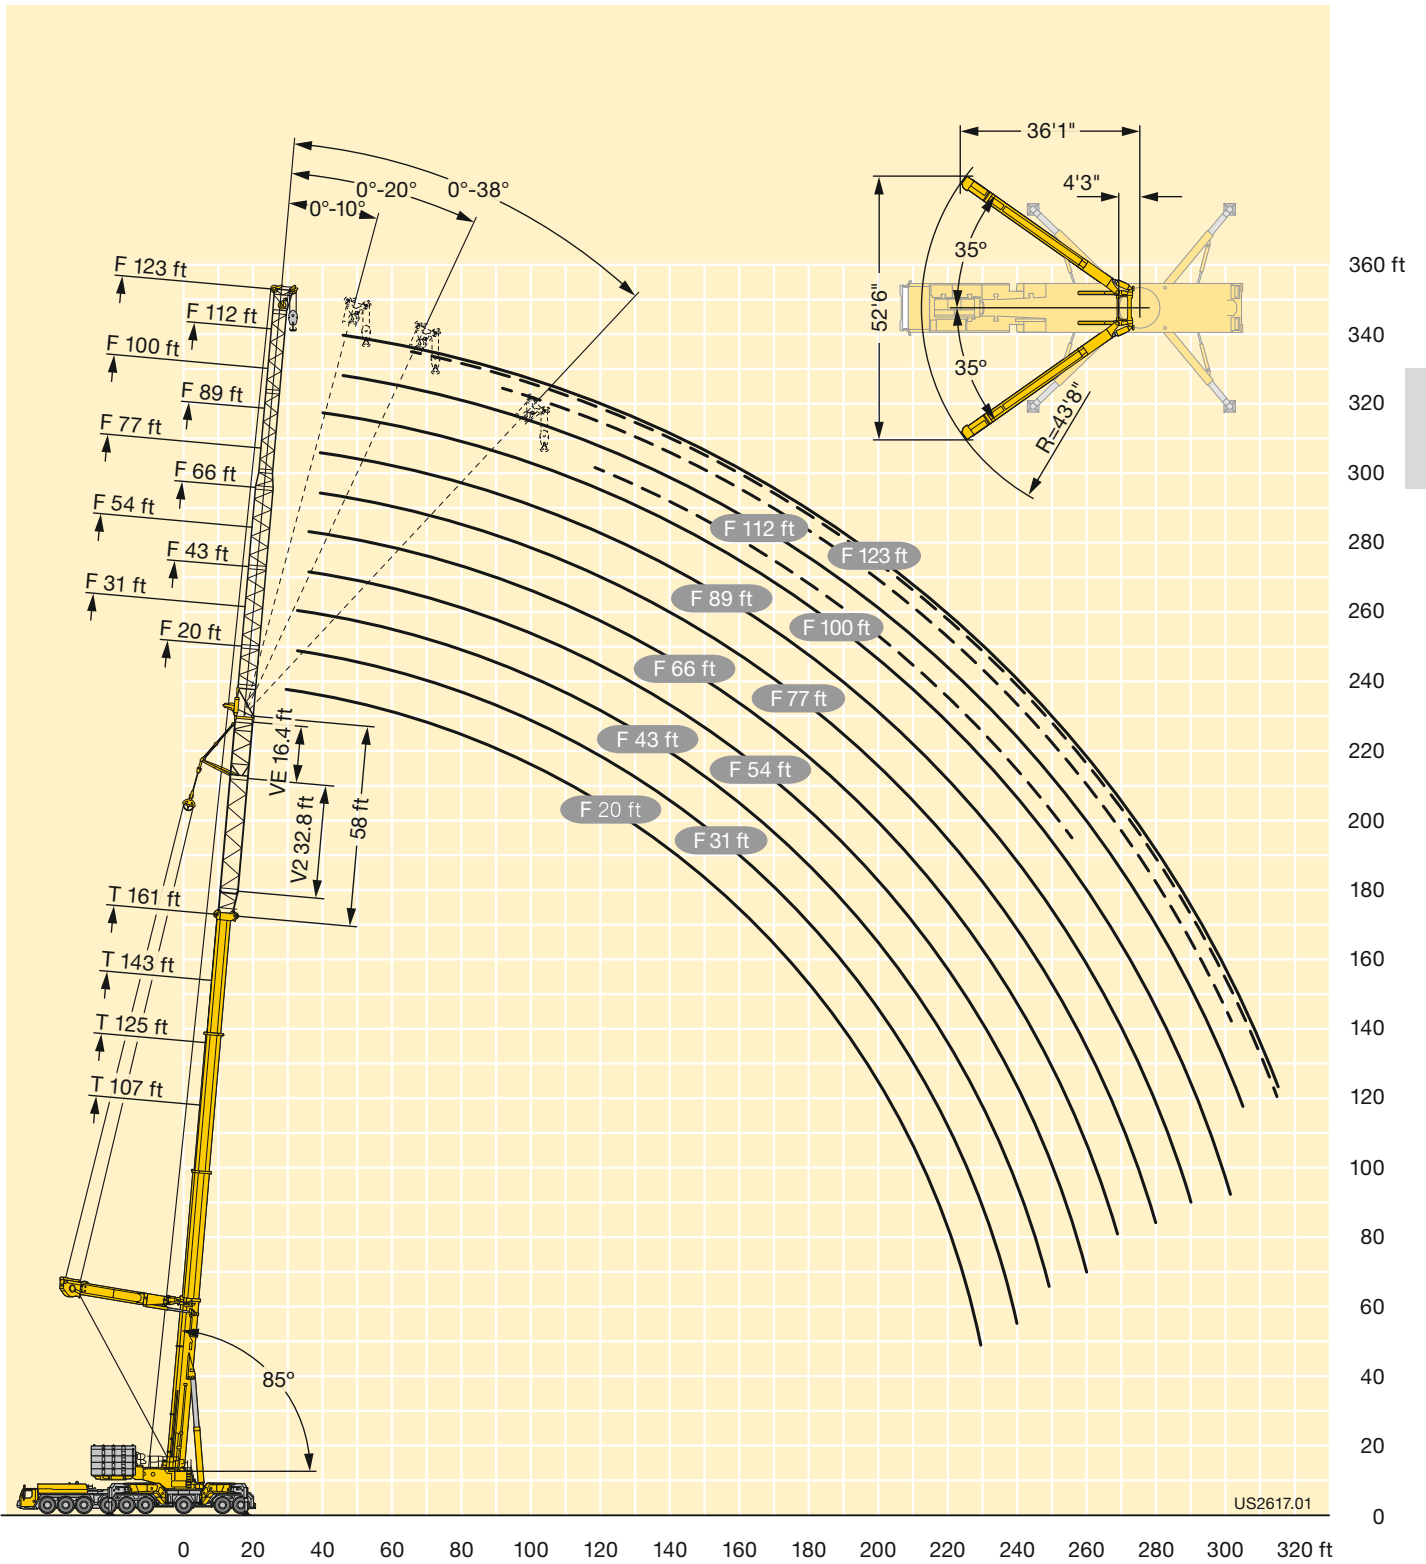 36'1"
4'3"
0°-20°
0°-38°
0°-10°
35°
52'6"
35°
R=43'8"
F 123 ft
F 112 ft
F 100 ft
F 89 ft
F 77 ft
F 66 ft
F 54 ft
F 43 ft
F 31 ft
F 20 ft
VE 16.4 ft
V2 32.8 ft
58 ft
T 161 ft
T 143 ft
T 125 ft
T 107 ft
85°
F 112 ft
F 123 ft
F 89 ft
F 100 ft
F 66 ft
F 77 ft
F 43 ft
F 54 ft
F 20 ft
F 31 ft
360 ft
340
320
300
280
260
240
220
200
180
160
140
120
100
80
60
40
20
0
US2617.01
0 20 40 60 80 100 120 140 160 180 200 220 240 260 280 300 320 ft